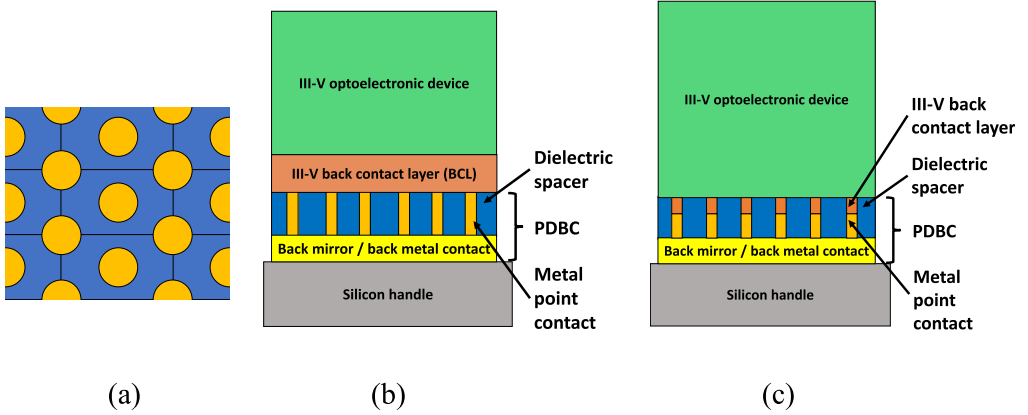 III-V optoelectronic device
III-V back contact layer (BCL)
Back mirror / back metal contact
Silicon handle
Dielectric
spacer
PDBC
Metal
point
contact
III-V optoelectronic device
Back mirror / back metal contact
Silicon handle
III-V back
contact layer
Dielectric
spacer
PDBC
Metal
point
contact
(a)
(b)
(c)